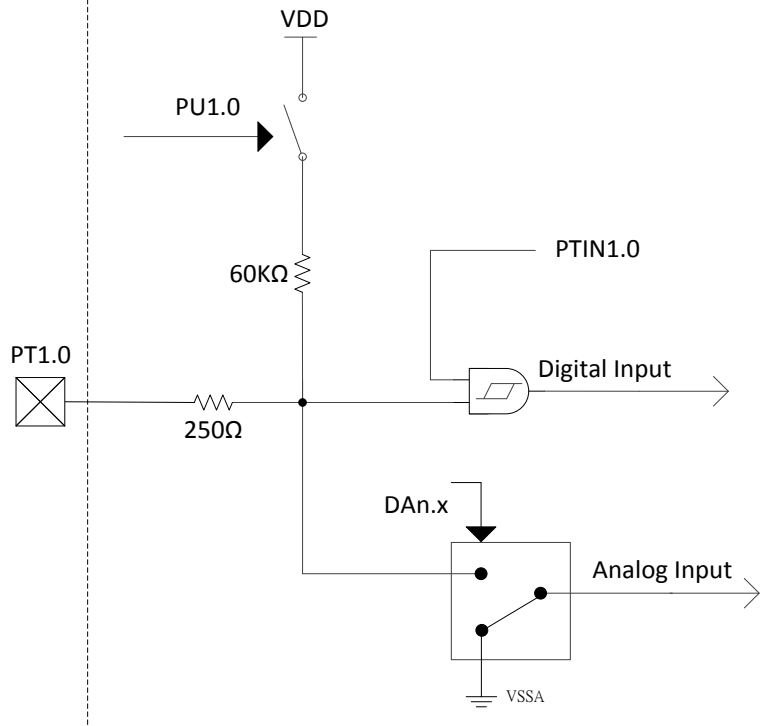 VDD
PU1.0
60KΩ
PTIN1.0
PT1.0
Digital Input
250Ω
DAn.x
Analog Input
VSSA